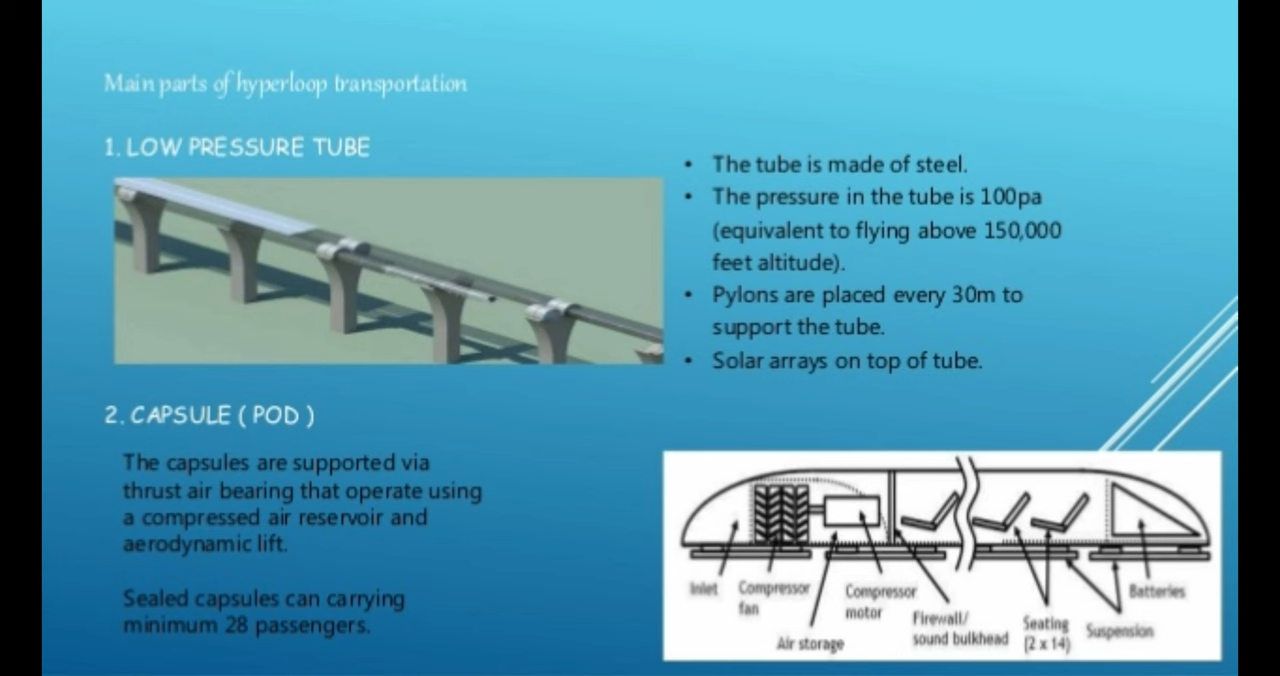 Main parts of hyperloop transportation
1. LOW PRESSURE TUBE
• The tube is made of steel.
• The pressure in the tube is 100pa
(equivalent to flying above 150,000
feet altitude).
• Pylons are placed every 30m to
support the tube.
• Solar arrays on top of tube.
2. CAPSULE ( POD )
The capsules are supported via
thrust air bearing that operate using
a compressed air reservoir and
aerodynamic lift.
Sealed capsules can carrying
minimum 28 passengers.
Inlet
Compressor
fan
Air storage
Compressor
motor
Firewall/
sound bulkhead
Seating
(2 x 14)
Suspension
Batteries